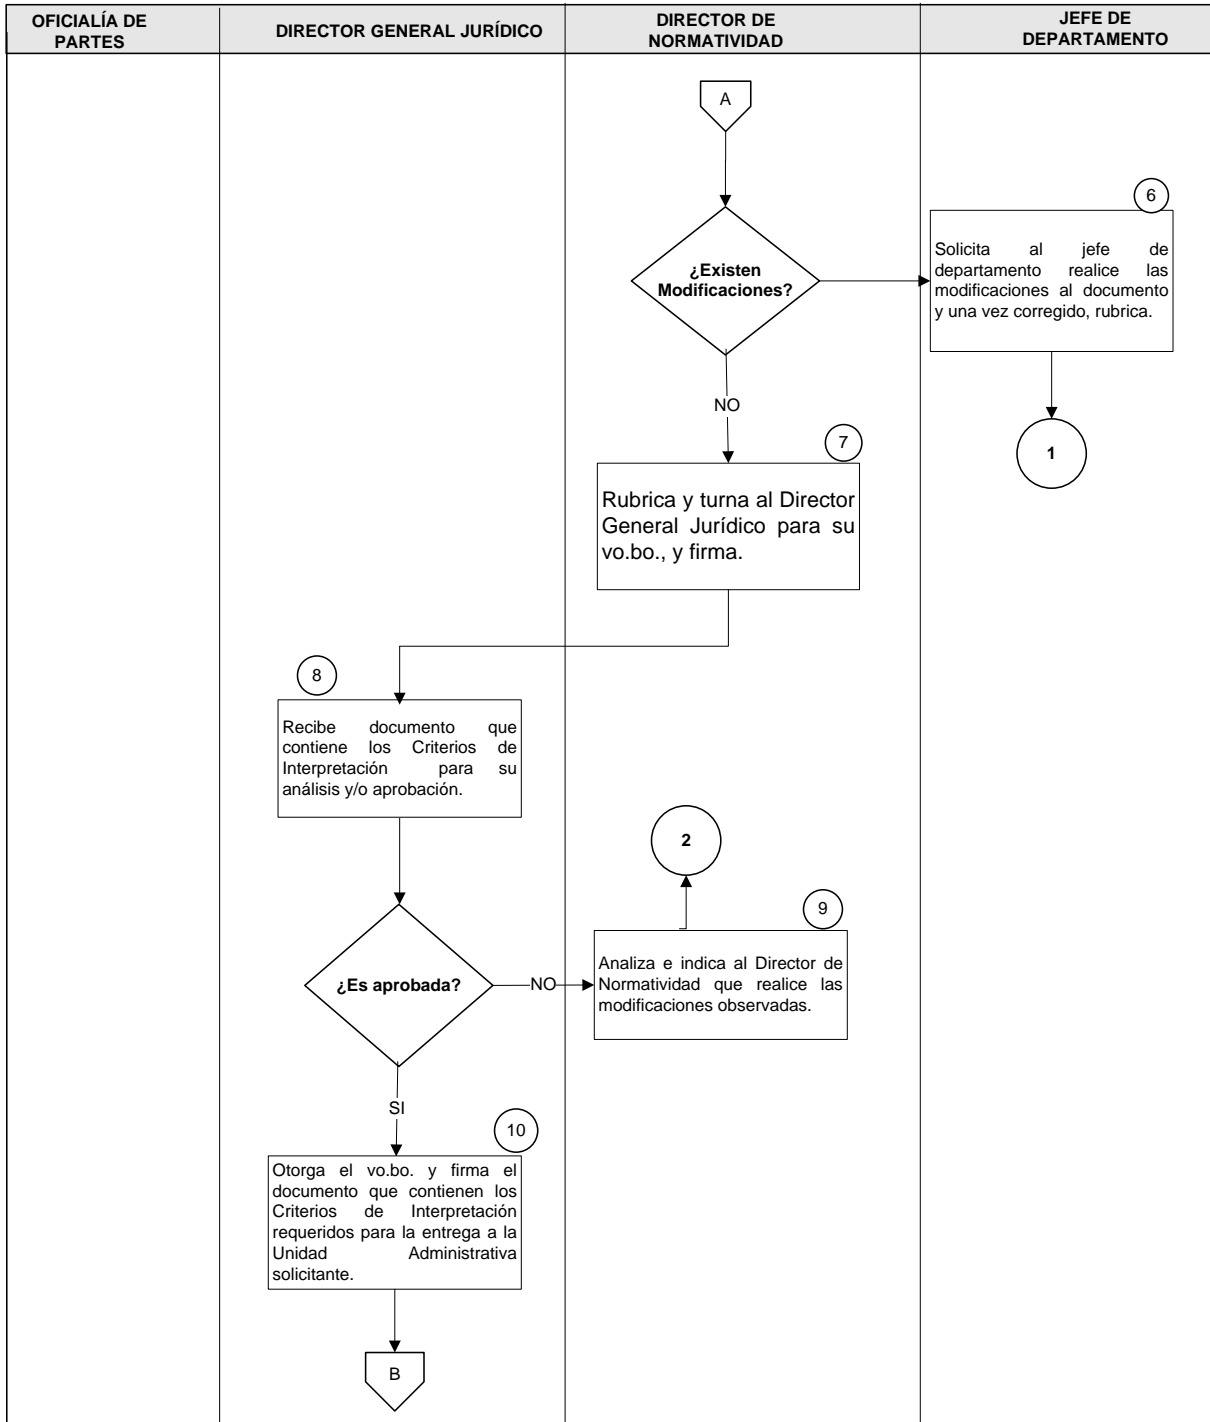 OFICIALÍA DE
PARTES
DIRECTOR GENERAL JURÍDICO
DIRECTOR DE
NORMATIVIDAD
JEFE DE
DEPARTAMENTO
A
¿Existen
Modificaciones?
6
Solicita al jefe de
departamento realice las
modificaciones al documento
y una vez corregido, rubrica.
1
NO
7
Rubrica y turna al Director
General Jurídico para su
vo.bo., y firma.
8
Recibe documento que
contiene los Criterios de
Interpretación para su
análisis y/o aprobación.
2
9
¿Es aprobada?
NO
Analiza e indica al Director de
Normatividad que realice las
modificaciones observadas.
SI
10
Otorga el vo.bo. y firma el
documento que contienen los
Criterios de Interpretación
requeridos para la entrega a la
Unidad Administrativa
solicitante.
B